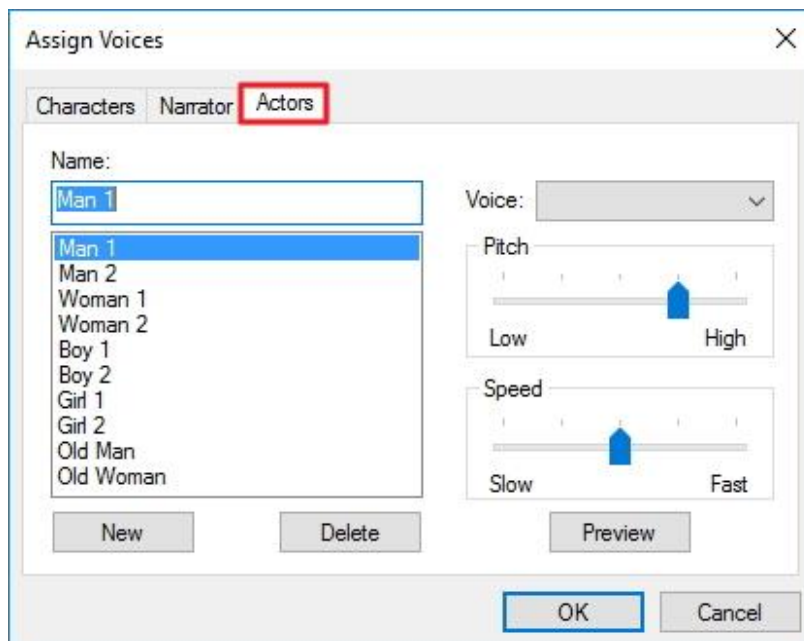 Assign Voices
Characters Narrator Actors
Name:
Man 1
Man 1
Man 2
Woman 1
Woman 2
Boy 1
Boy 2
Girl 1
Girl 2
Old Man
Old Woman
New Delete
Voice:
Pitch
Low High
Speed
Slow Fast
Preview
OK Cancel